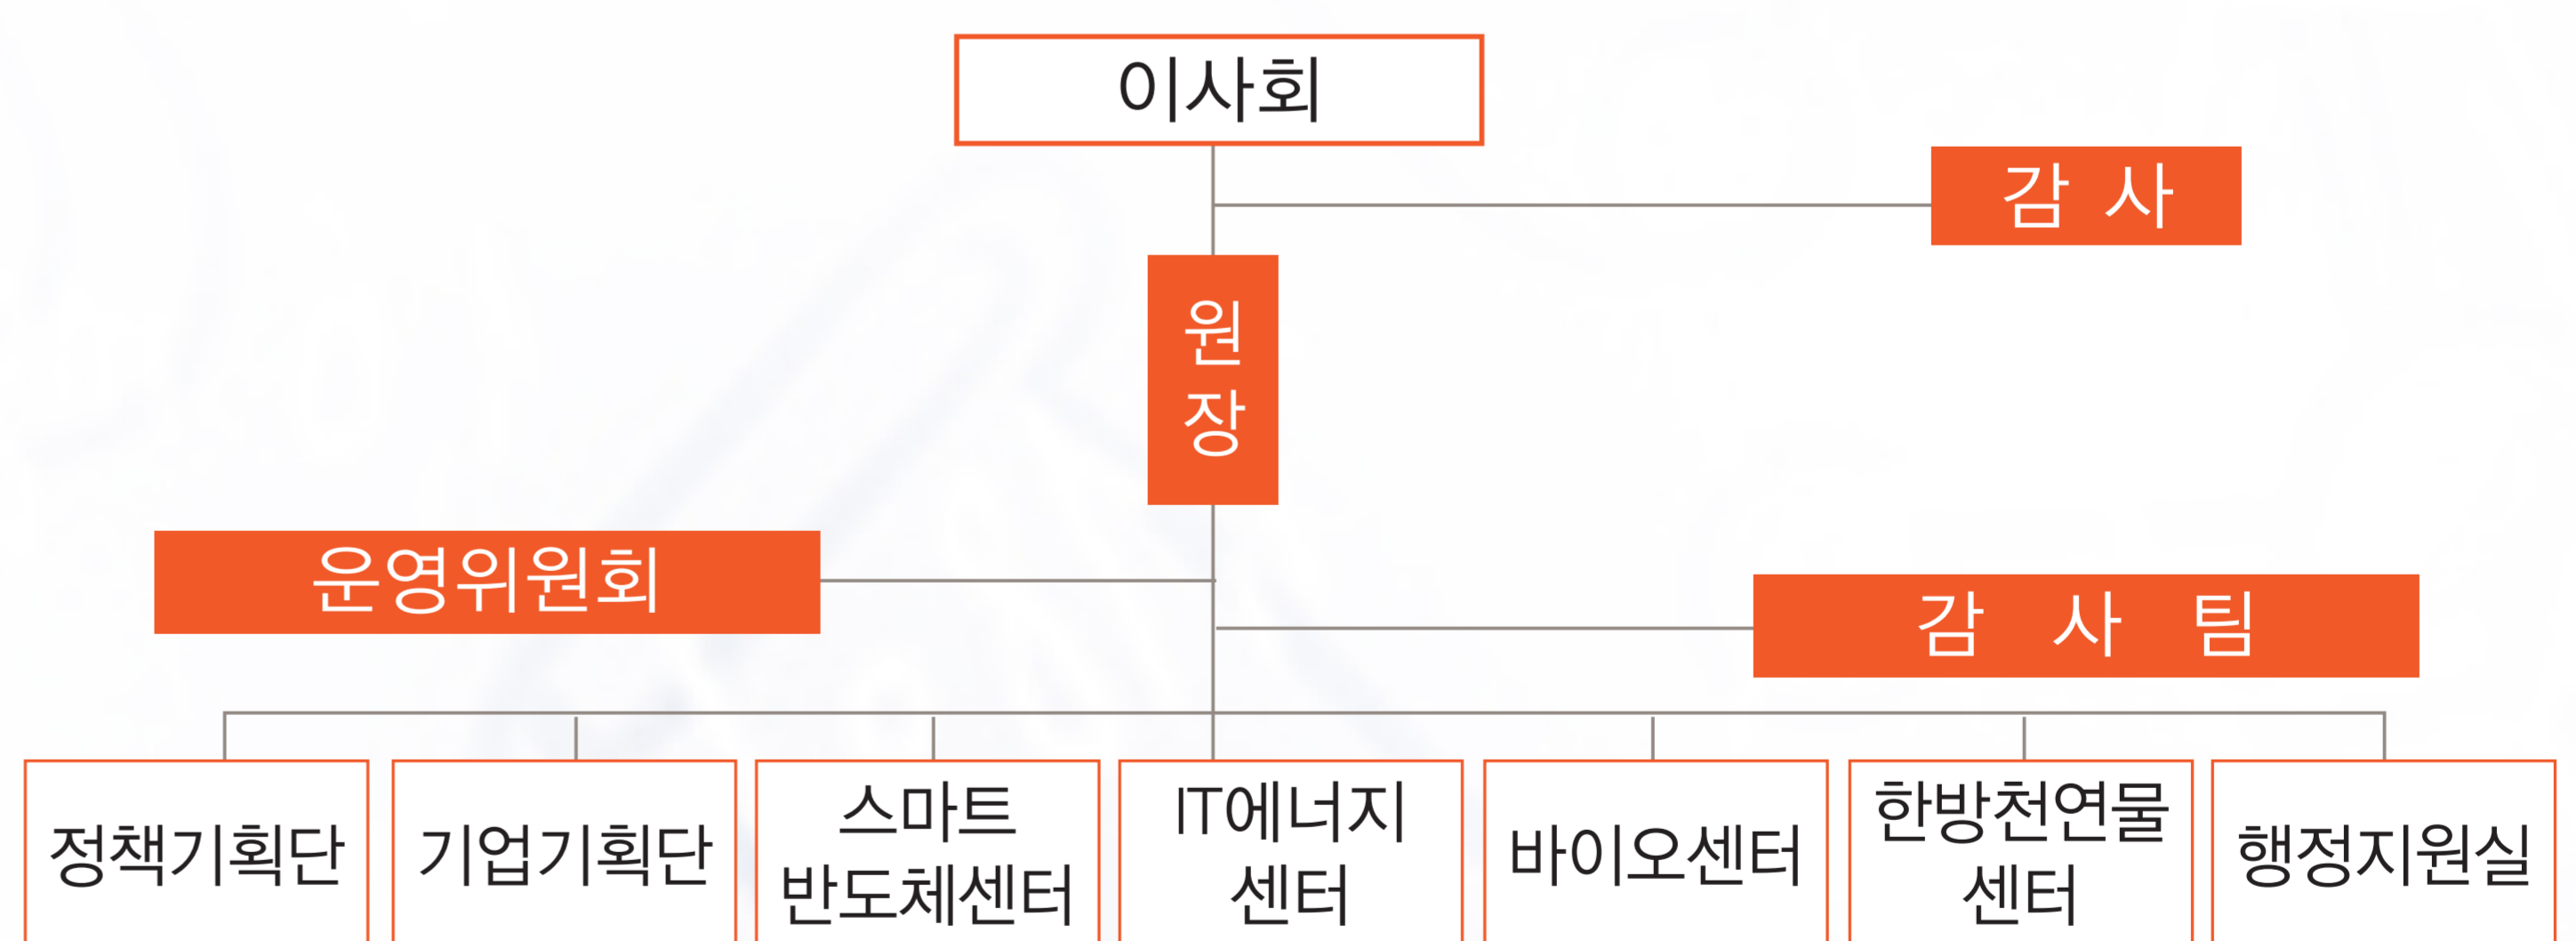 이사회
감 사
원
장
운영위원회
감 사 팀
정책기획단
기업기획단
스마트
반도체센터
IT에너지
센터
바이오센터
한방천연물
센터
행정지원실